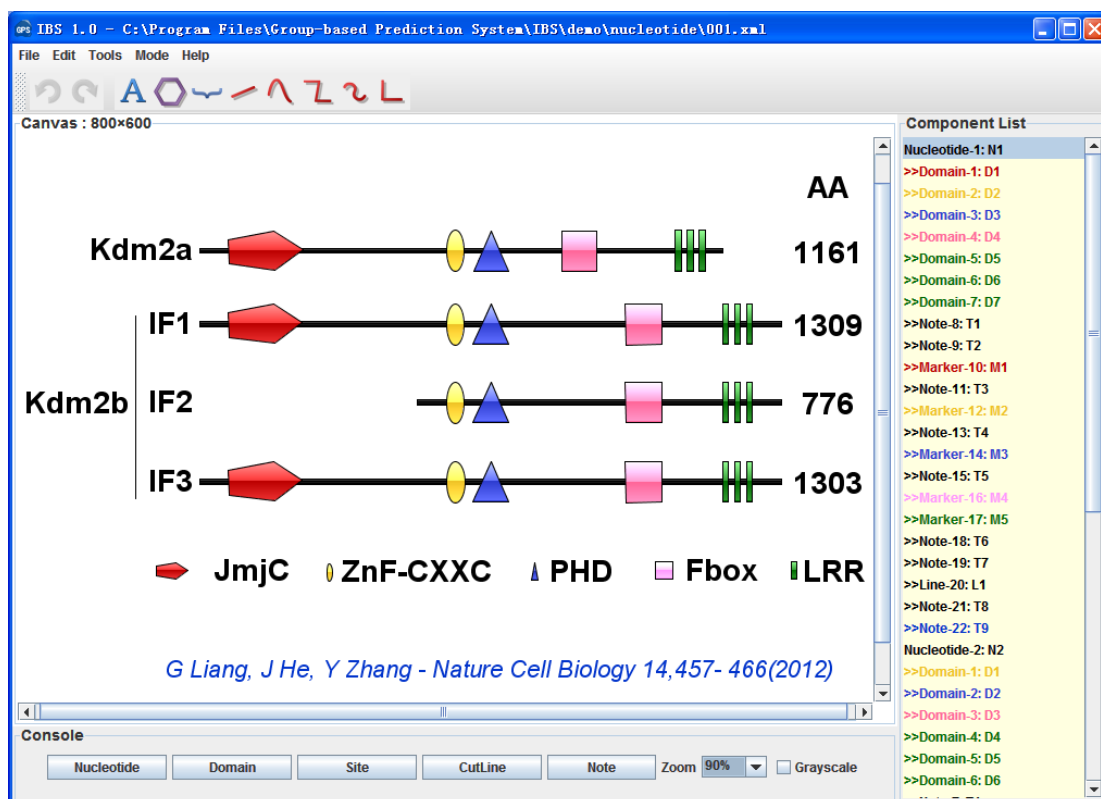 IBS 1.0 - C:\Program Files\Group-based Prediction System\IBS\demo\nucleotide\001.xml
File Edit Tools Mode Help
Canvas : 800×600
AA
Kdm2a 1161
IF1 1309
Kdm2b IF2 776
IF3 1303
JmjC ZnF-CXXC PHD Fbox LRR
G Liang, J He, Y Zhang - Nature Cell Biology 14,457- 466(2012)
Console
Nucleotide Domain Site CutLine Note Zoom 90% Grayscale
Component List
Nucleotide-1: N1
>>Domain-1: D1
>>Domain-2: D2
>>Domain-3: D3
>>Domain-4: D4
>>Domain-5: D5
>>Domain-6: D6
>>Domain-7: D7
>>Note-8: T1
>>Note-9: T2
>>Marker-10: M1
>>Note-11: T3
>>Marker-12: M2
>>Note-13: T4
>>Marker-14: M3
>>Note-15: T5
>>Marker-16: M4
>>Marker-17: M5
>>Note-18: T6
>>Note-19: T7
>>Line-20: L1
>>Note-21: T8
>>Note-22: T9
Nucleotide-2: N2
>>Domain-1: D1
>>Domain-2: D2
>>Domain-3: D3
>>Domain-4: D4
>>Domain-5: D5
>>Domain-6: D6